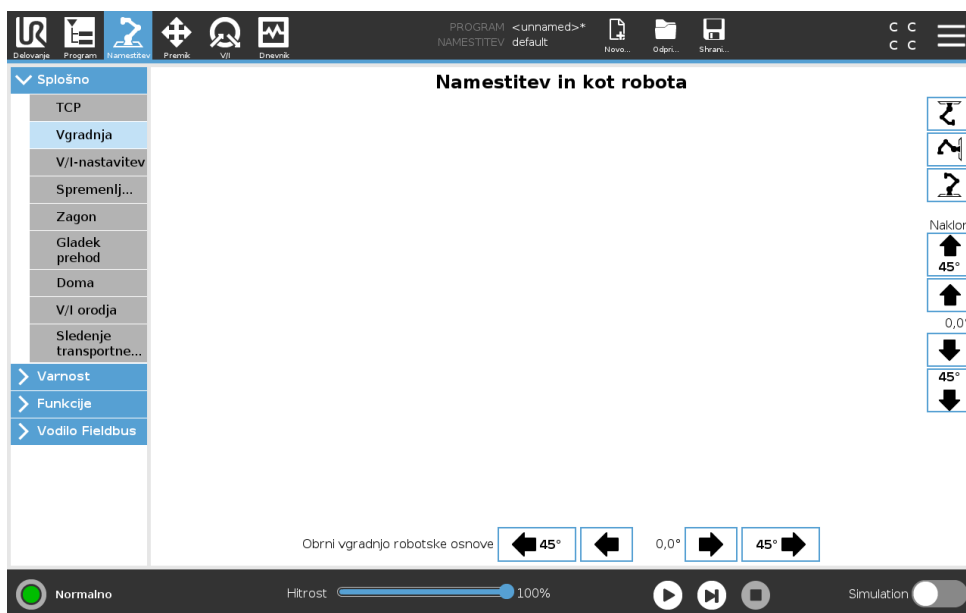 UR
Delovanje
Program
Namestitev
Premik
V/I
Dnevnik
PROGRAM <unnamed>*
NAMESTITEV default
Novo...
Odpri...
Shrani...
C C
C C
Splošno
TCP
Vgradnja
V/I-nastavitev
Spremenlj...
Zagon
Gladek
prehod
Doma
V/I orodja
Sledenje
transportne...
Varnost
Funkcije
Vodilo Fieldbus
Namestitev in kot robota
Naklon
45°
0,0°
45°
Obrni vgradnjo robotske osnove
45°
0,0°
45°
Normalno
Hitrost
100%
Simulation